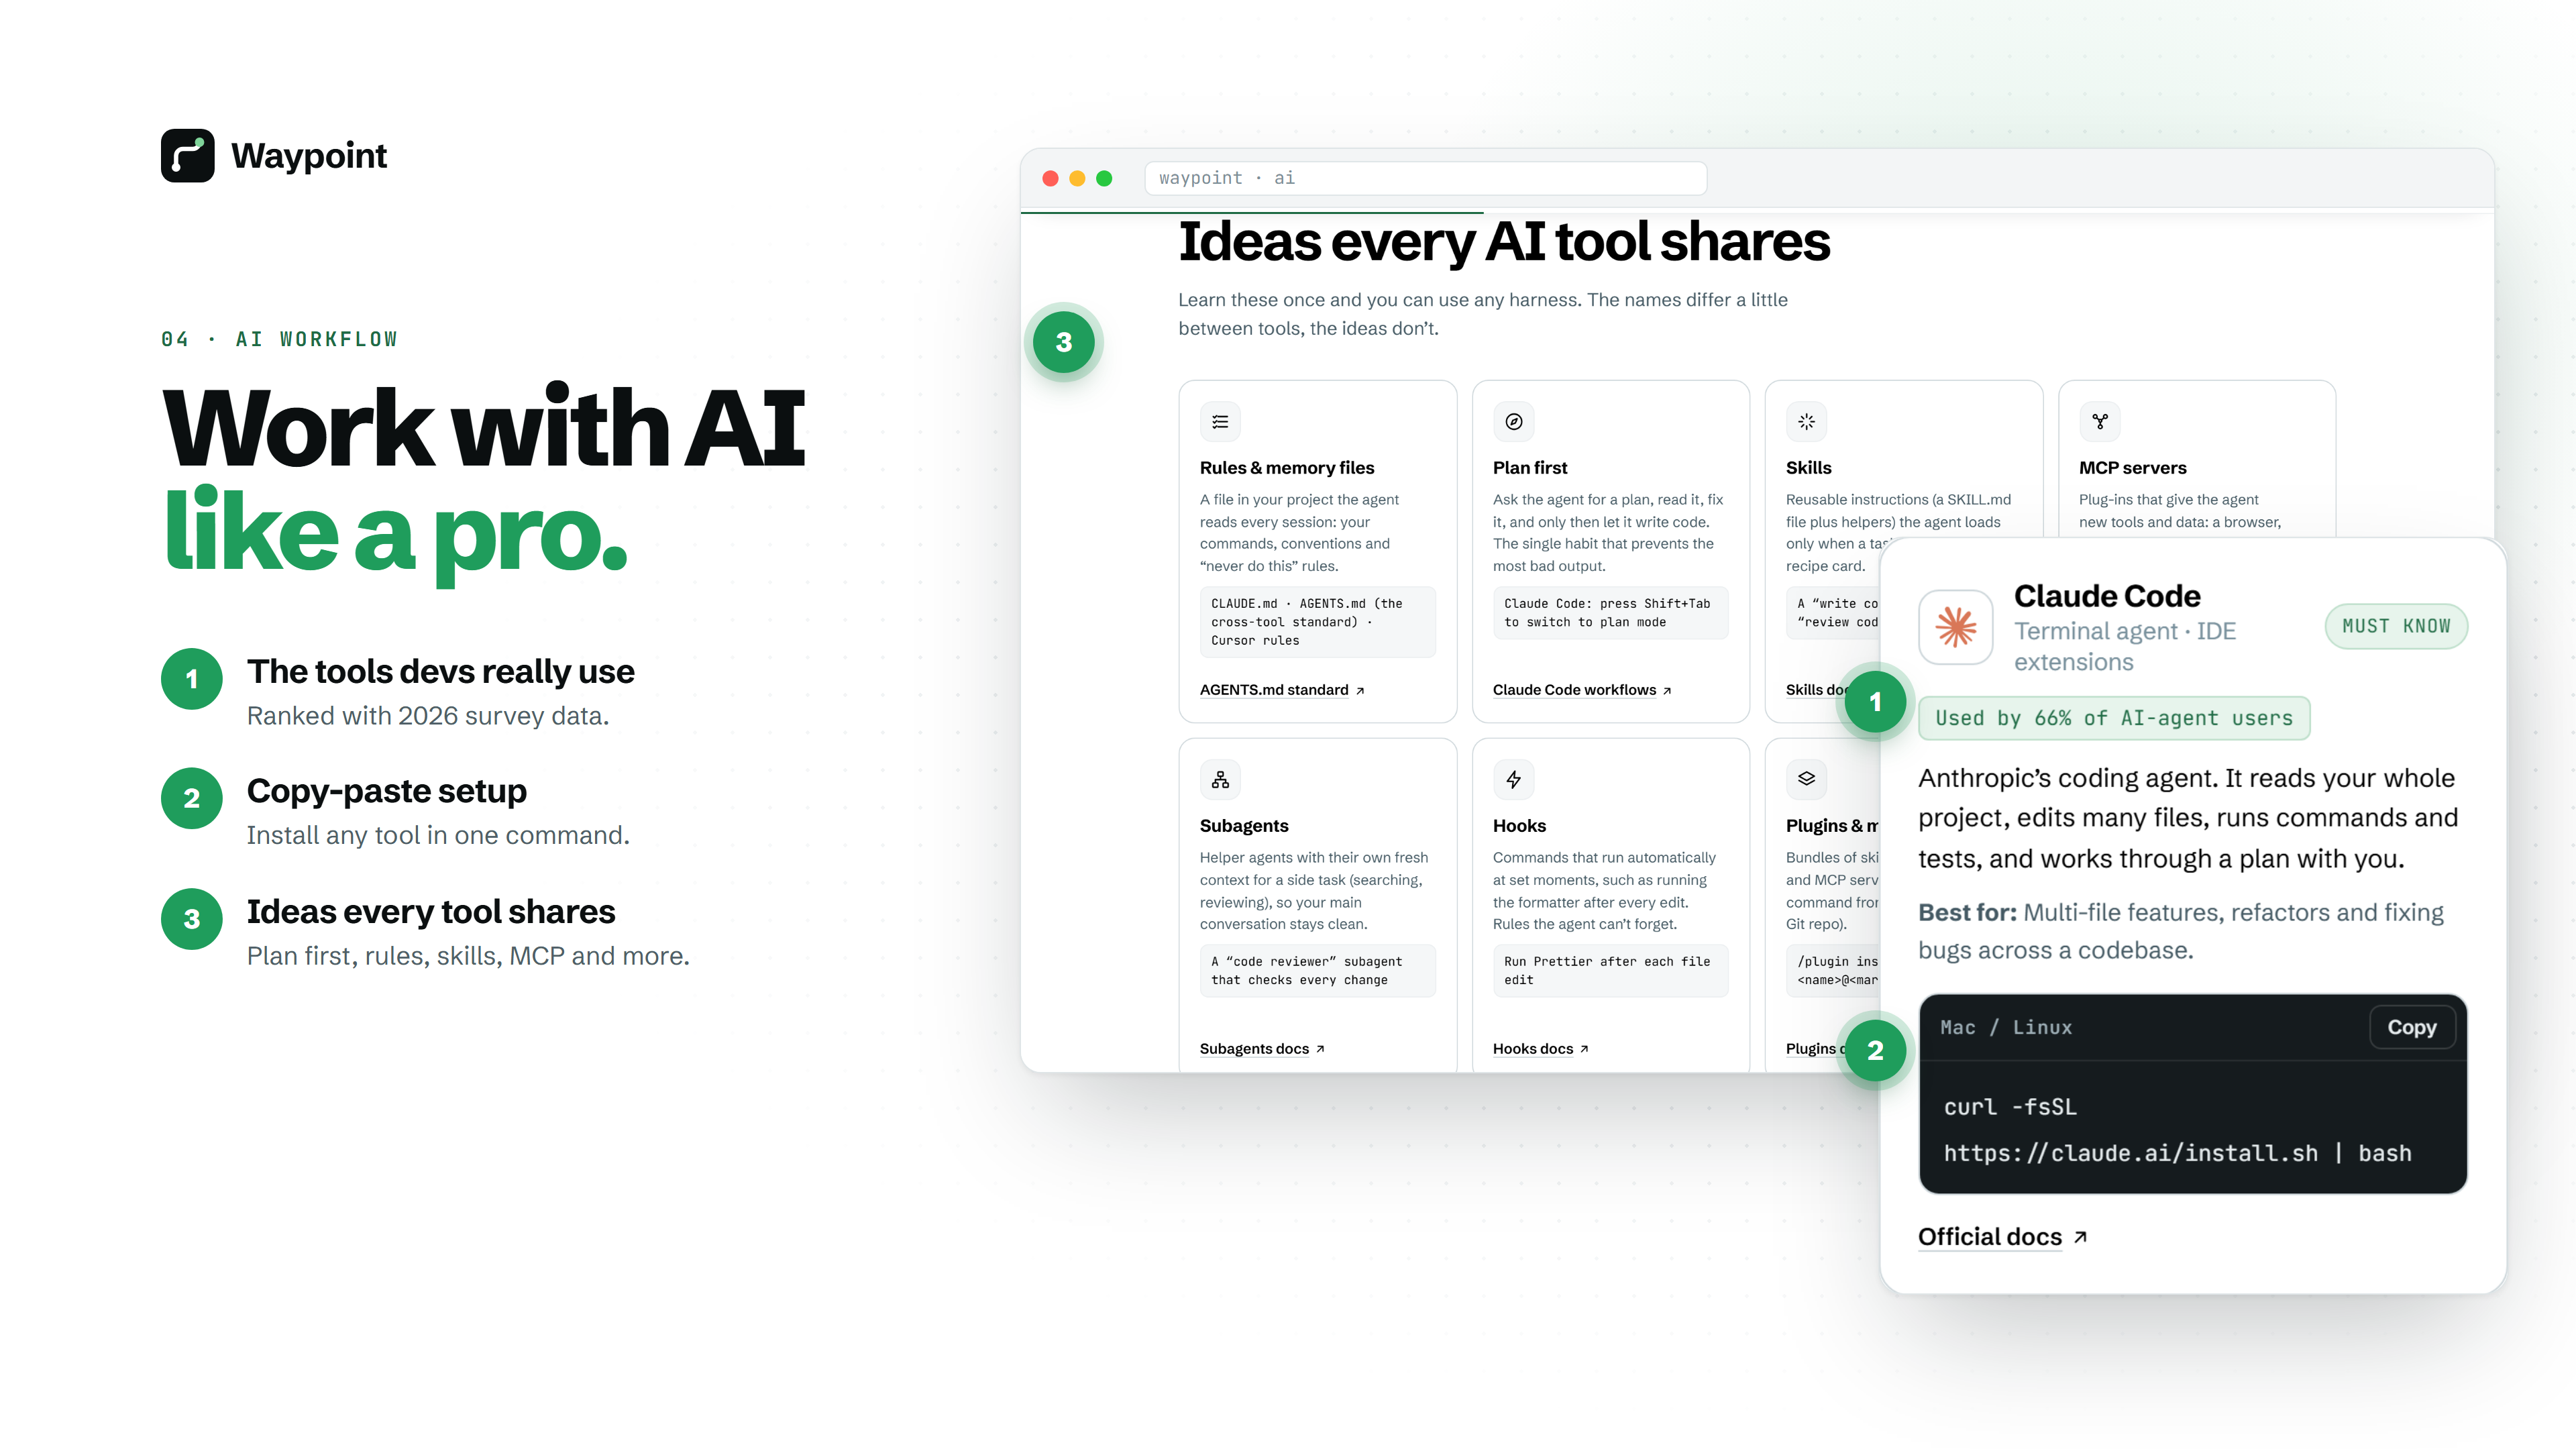 Waypoint
04 · AI WORKFLOW
Work with AI
like a pro.
1
The tools devs really use
Ranked with 2026 survey data.
2
Copy-paste setup
Install any tool in one command.
3
Ideas every tool shares
Plan first, rules, skills, MCP and more.
waypoint · ai
Ideas every AI tool shares
Learn these once and you can use any harness. The names differ a little
between tools, the ideas don’t.
3
Rules & memory files
A file in your project the agent
reads every session: your
commands, conventions and
“never do this” rules.
CLAUDE.md · AGENTS.md (the
cross-tool standard) ·
Cursor rules
AGENTS.md standard ↗
Plan first
Ask the agent for a plan, read it, fix
it, and only then let it write code.
The single habit that prevents the
most bad output.
Claude Code: press Shift+Tab
to switch to plan mode
Claude Code workflows ↗
Skills
Reusable instructions (a SKILL.md
file plus helpers) the agent loads
only when a
recipe card.
A “write
“review
Skills
MCP servers
Plug-ins that give the agent
new tools and data: a browser,
Subagents
Helper agents with their own fresh
context for a side task (searching,
reviewing), so your main
conversation stays clean.
A “code reviewer” subagent
that checks every change
Subagents docs ↗
Hooks
Commands that run automatically
at set moments, such as running
the formatter after every edit.
Rules the agent can’t forget.
Run Prettier after each file
edit
Hooks docs ↗
Plugins &
Bundles of
and MCP
command
Git repo).
/plugin
Plugins
1
Claude Code
Terminal agent · IDE
extensions
MUST KNOW
Used by 66% of AI-agent users
Anthropic’s coding agent. It reads your whole
project, edits many files, runs commands and
tests, and works through a plan with you.
Best for: Multi-file features, refactors and fixing
bugs across a codebase.
2
Mac / Linux
Copy
curl -fsSL
https://claude.ai/install.sh | bash
Official docs ↗